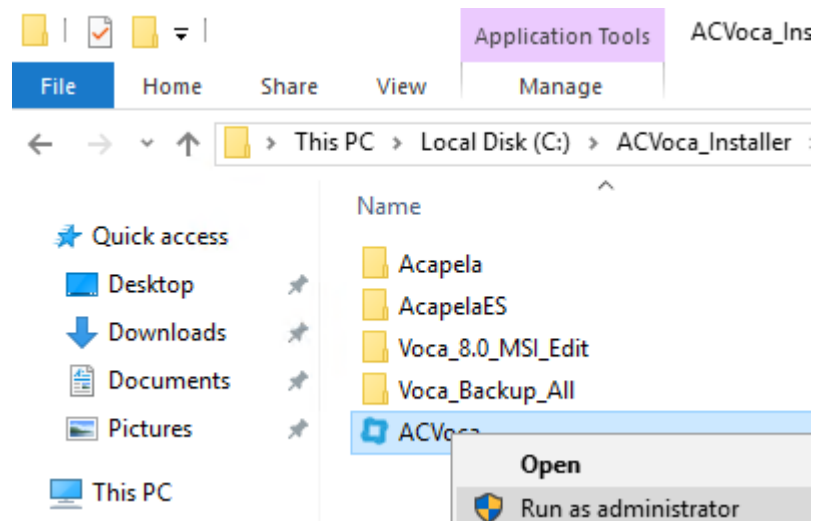 Application Tools ACVoca_Ins
File Home Share View Manage
This PC > Local Disk (C:) > ACVoca_Installer
Name
Quick access
Desktop
Downloads
Documents
Pictures
This PC
Acapela
AcapelaES
Voca_8.0_MSI_Edit
Voca_Backup_All
ACVoca
Open
Run as administrator